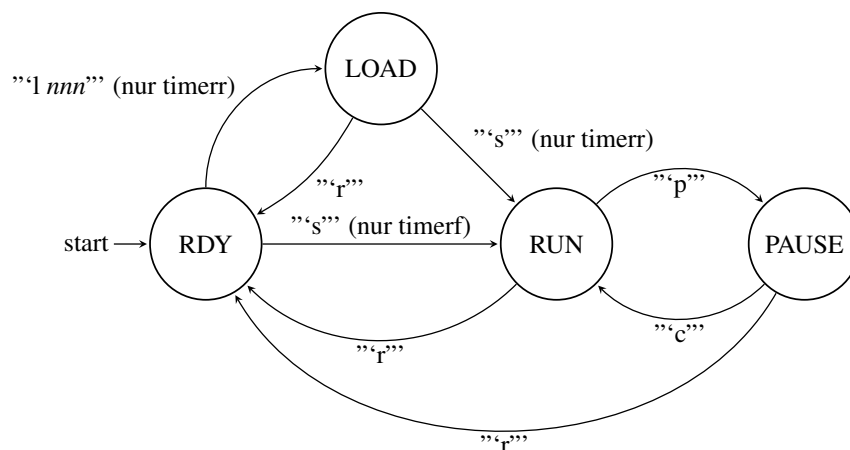 LOAD
”‘l nnn”’ (nur timerr)
”‘s”’ (nur timerr)
”‘r”’
”‘p”’
”‘s”’ (nur timerf)
start
RDY
RUN
PAUSE
”‘c”’
”‘r”’
”‘r”’